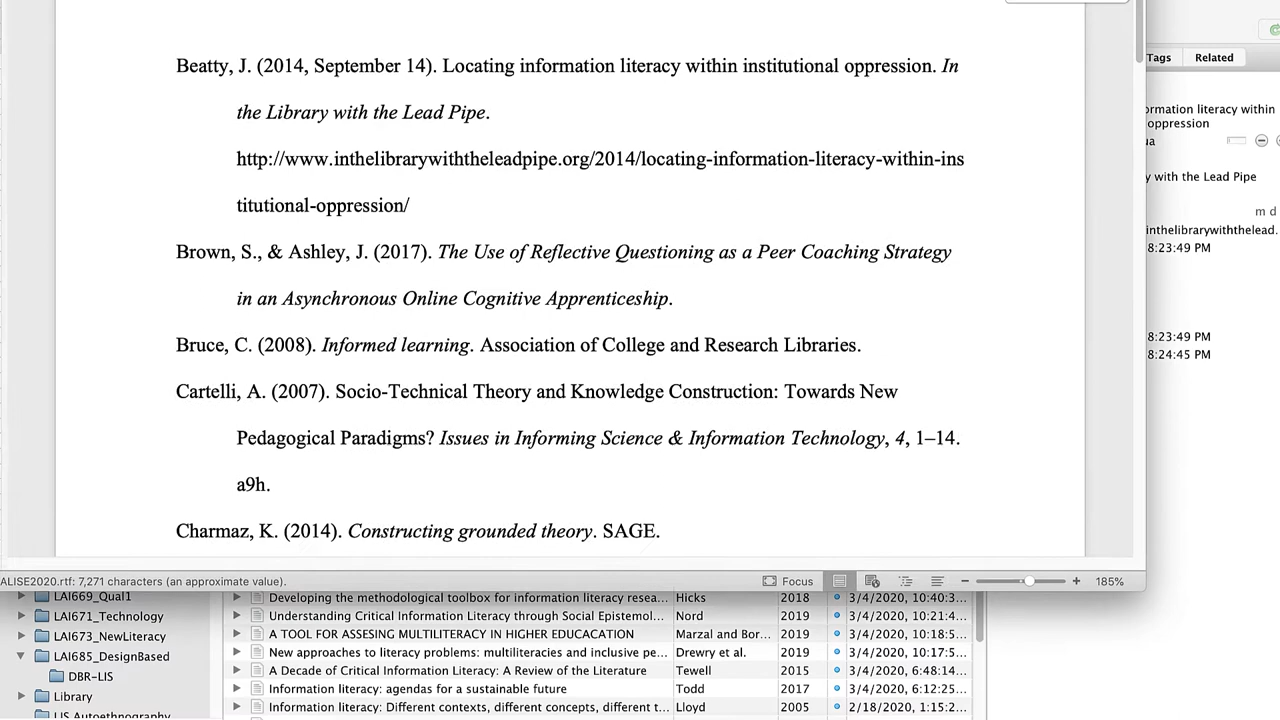 Beatty, J. (2014, September 14). Locating information literacy within institutional oppression. In
the Library with the Lead Pipe.
http://www.inthelibrarywiththeleadpipe.org/2014/locating-information-literacy-within-ins
titutional-oppression/
Brown, S., & Ashley, J. (2017). The Use of Reflective Questioning as a Peer Coaching Strategy
in an Asynchronous Online Cognitive Apprenticeship.
Bruce, C. (2008). Informed learning. Association of College and Research Libraries.
Cartelli, A. (2007). Socio-Technical Theory and Knowledge Construction: Towards New
Pedagogical Paradigms? Issues in Informing Science & Information Technology, 4, 1–14.
a9h.
Charmaz, K. (2014). Constructing grounded theory. SAGE.
ALISE2020.rtf: 7,271 characters (an approximate value).
Focus
185%
Tags Related
ormation literacy within
oppression
ua
y with the Lead Pipe
m d
inthelibrarywiththelead.
8:23:49 PM
8:23:49 PM
8:24:45 PM
LAI669_Qual1
LAI671_Technology
LAI673_NewLiteracy
LAI685_DesignBased
DBR-LIS
Library
LIS Autoethnography
Developing the methodological toolbox for information literacy resea... Hicks 2018 3/4/2020, 10:40:3...
Understanding Critical Information Literacy through Social Epistemol... Nord 2019 3/4/2020, 10:21:4...
A TOOL FOR ASSESING MULTILITERACY IN HIGHER EDUCACATION Marzal and Bor... 2019 3/4/2020, 10:18:5...
New approaches to literacy problems: multiliteracies and inclusive pe... Drewry et al. 2019 3/4/2020, 10:17:5...
A Decade of Critical Information Literacy: A Review of the Literature Tewell 2015 3/4/2020, 6:48:14...
Information literacy: agendas for a sustainable future Todd 2017 3/4/2020, 6:12:25...
Information literacy: Different contexts, different concepts, different t... Lloyd 2005 2/18/2020, 1:15:2...